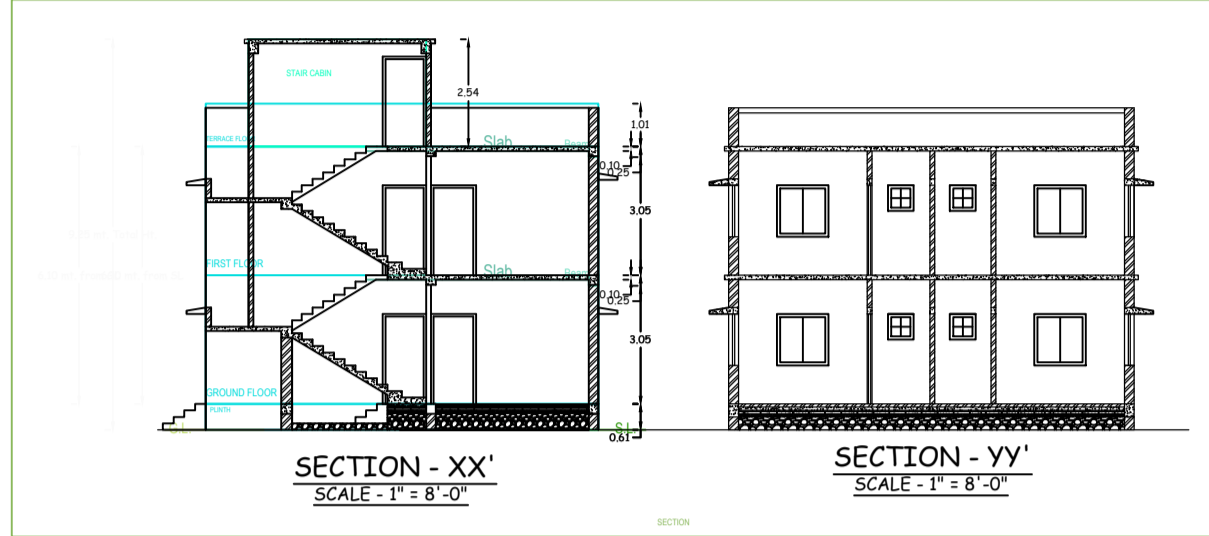 STAIR CABIN
2.54
1.01
TERRACE FLOOR
Slab
Beam
0.10
0.25
3.05
FIRST FLOOR
Slab
Beam
0.10
0.25
3.05
GROUND FLOOR
PLINTH
G.L.
S.L.
0.61
SECTION - XX'
SCALE - 1" = 8'-0"
SECTION - YY'
SCALE - 1" = 8'-0"
SECTION